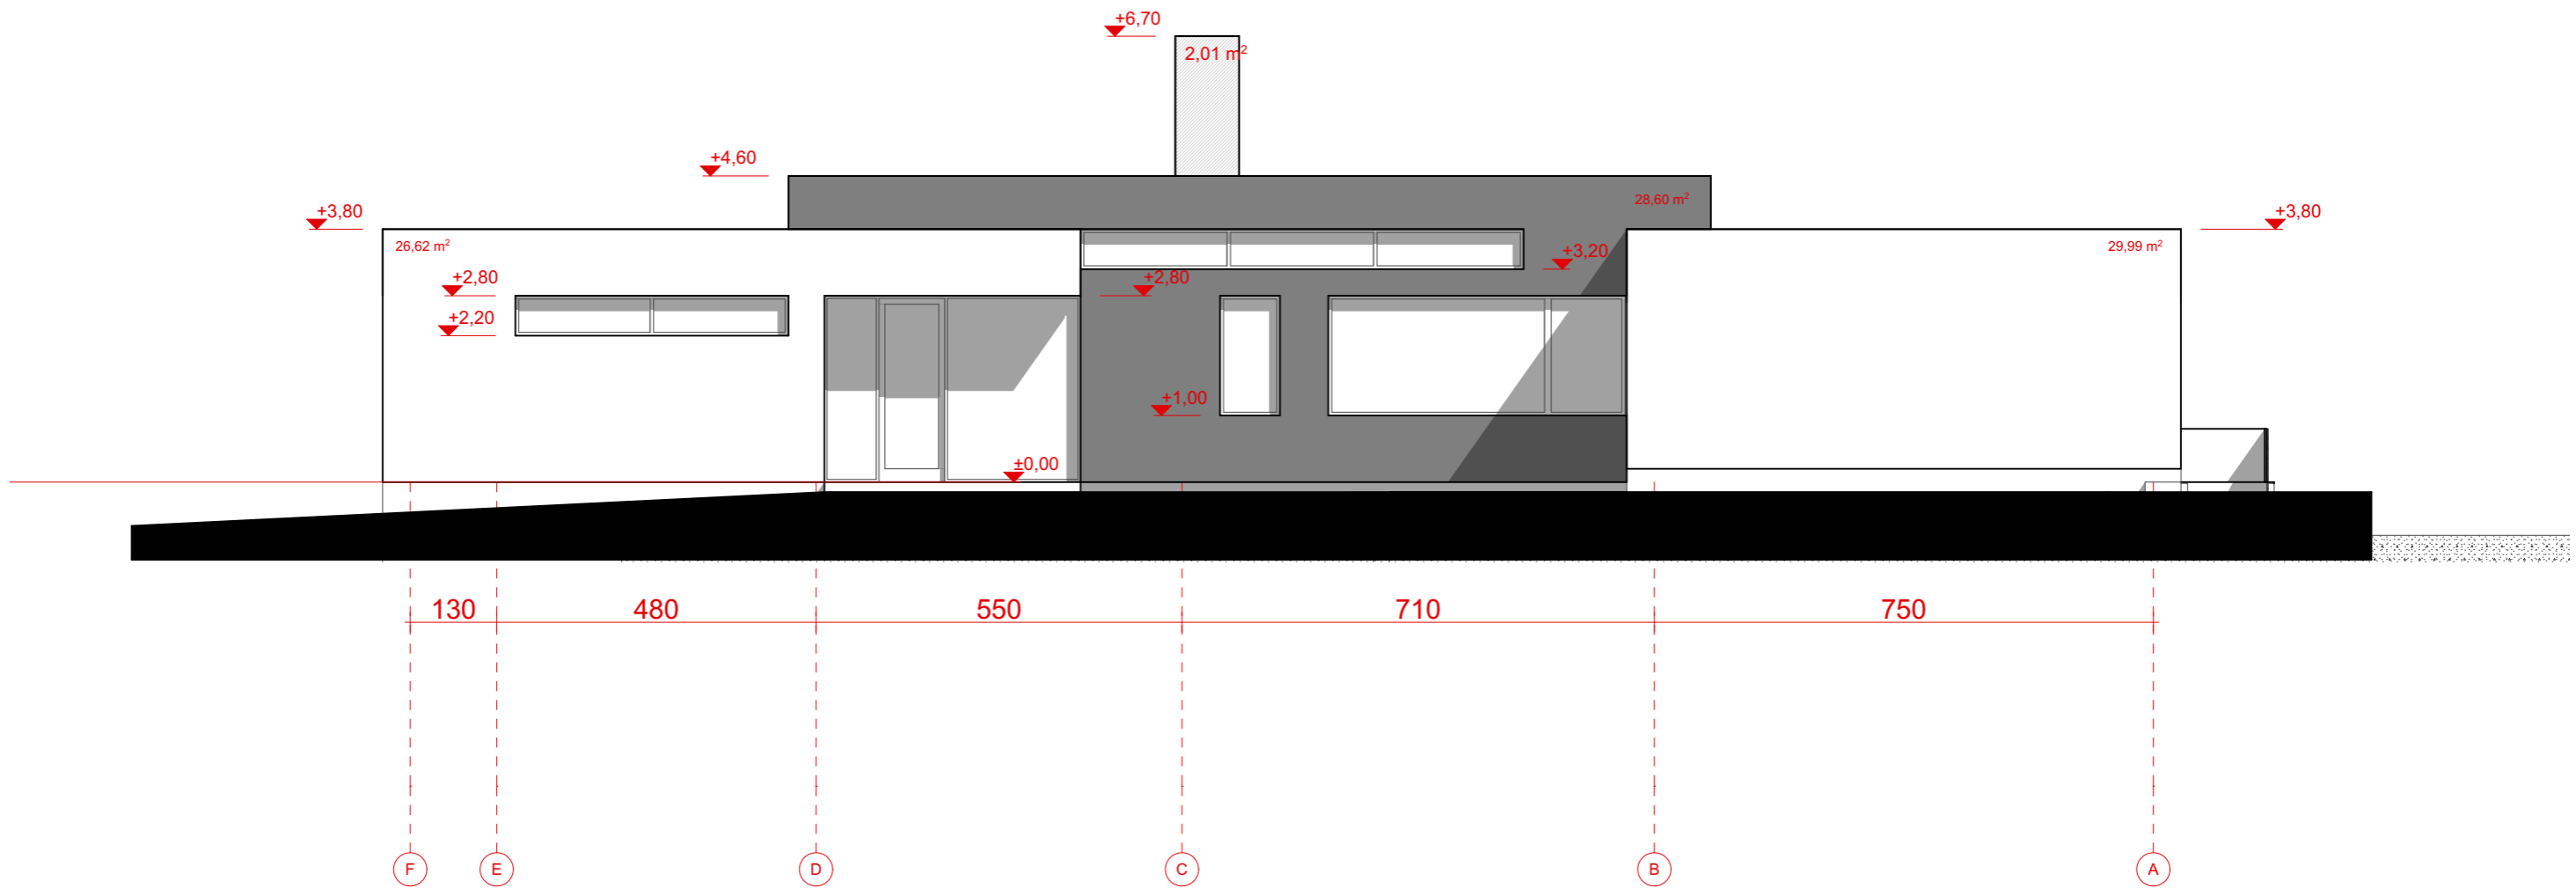 +6,70
2,01 m²
+4,60
28,60 m²
+3,80
+3,80
26,62 m²
29,99 m²
+3,20
+2,80
+2,80
+2,20
+1,00
±0,00
130 480 550 710 750
F E D C B A